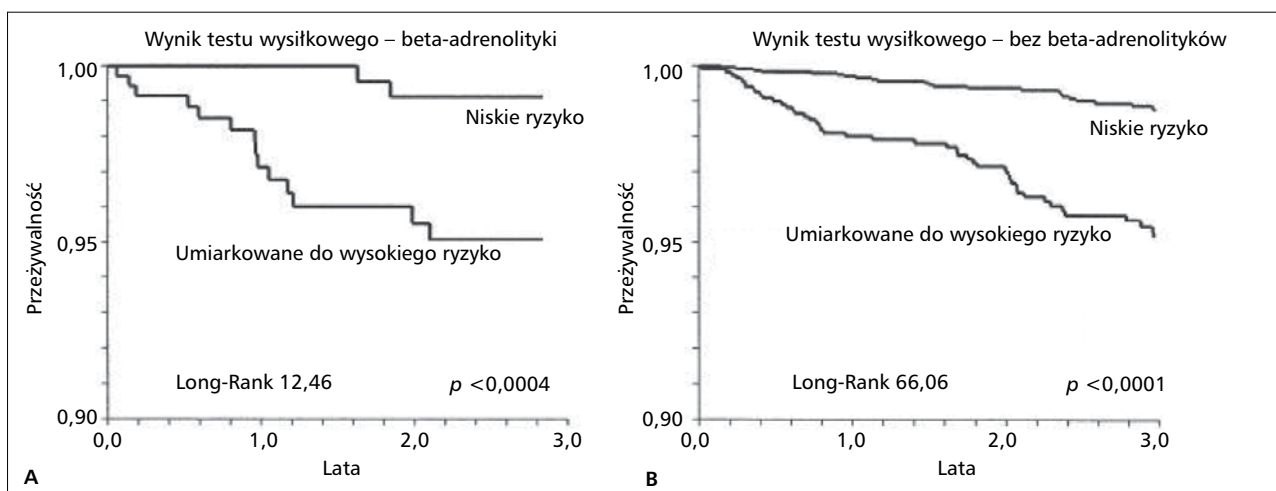 Wynik testu wysiłkowego – beta-adrenolityki
1,00
Niskie ryzyko
0,95
Umiarkowane do wysokiego ryzyko
Przeżywalność
Long-Rank 12,46
p <0,0004
0,90
0,0
1,0
2,0
3,0
Lata
A
Wynik testu wysiłkowego – bez beta-adrenolityków
1,00
Niskie ryzyko
0,95
Umiarkowane do wysokiego ryzyko
Przeżywalność
Long-Rank 66,06
p <0,0001
0,90
0,0
1,0
2,0
3,0
Lata
B